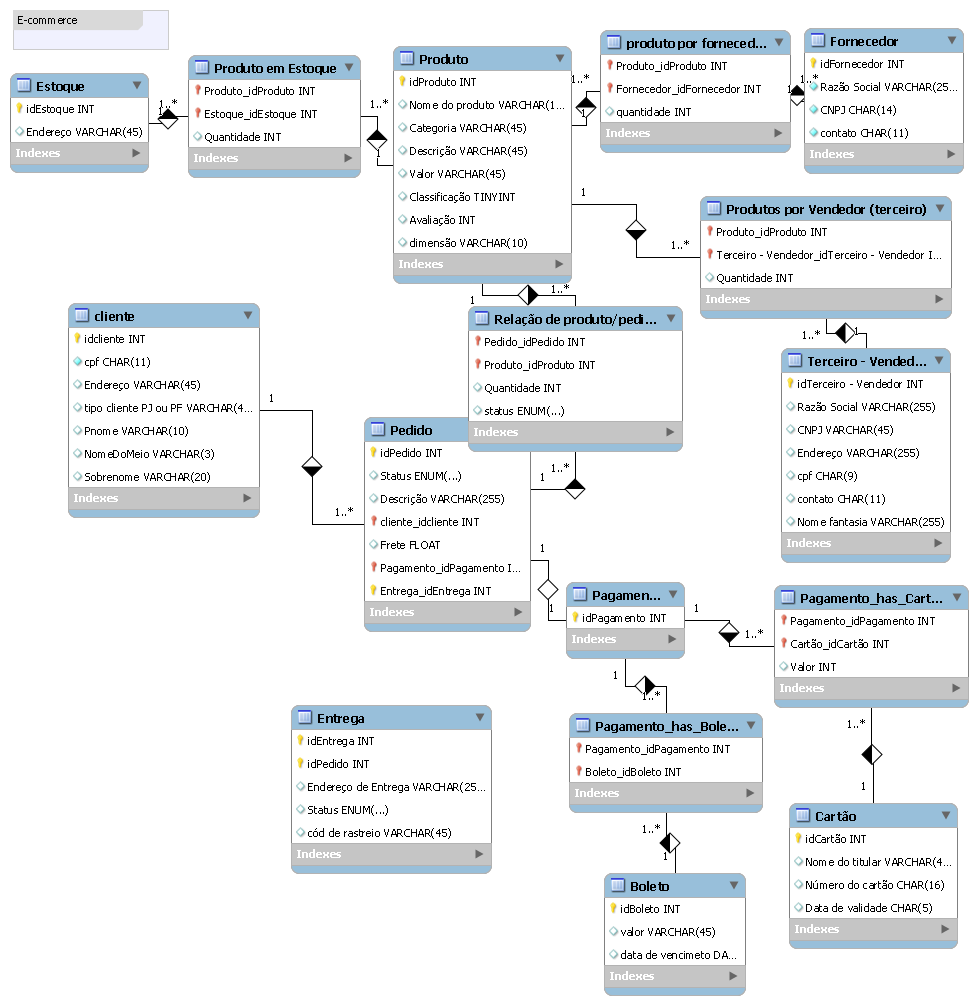 E-commerce
Estoque
idEstoque INT
Endereço VARCHAR(45)
Indexes
1..*
1
Produto em Estoque
Produto_idProduto INT
Estoque_idEstoque INT
Quantidade INT
Indexes
1..*
1
Produto
idProduto INT
Nome do produto VARCHAR(1...
Categoria VARCHAR(45)
Descrição VARCHAR(45)
Valor VARCHAR(45)
Classificação TINYINT
Avaliação INT
dimensão VARCHAR(10)
Indexes
1..*
1
produto por forneced...
Produto_idProduto INT
Fornecedor_idFornecedor INT
quantidade INT
Indexes
1..*
1
Fornecedor
idFornecedor INT
Razão Social VARCHAR(25...
CNPJ CHAR(14)
contato CHAR(11)
Indexes
1
1..*
Produtos por Vendedor (terceiro)
Produto_idProduto INT
Terceiro - Vendedor_idTerceiro - Vendedor I...
Quantidade INT
Indexes
1..*
1
Terceiro - Vended...
idTerceiro - Vendedor INT
Razão Social VARCHAR(255)
CNPJ VARCHAR(45)
Endereço VARCHAR(255)
cpf CHAR(9)
contato CHAR(11)
Nome fantasia VARCHAR(255)
Indexes
1
1..*
Relação de produto/pedi...
Pedido_idPedido INT
Produto_idProduto INT
Quantidade INT
status ENUM(...)
Indexes
1..*
1
cliente
idcliente INT
cpf CHAR(11)
Endereço VARCHAR(45)
tipo cliente PJ ou PF VARCHAR(4...
Pnome VARCHAR(10)
NomeDoMeio VARCHAR(3)
Sobrenome VARCHAR(20)
Indexes
1
1..*
Pedido
idPedido INT
Status ENUM(...)
Descrição VARCHAR(255)
cliente_idcliente INT
Frete FLOAT
Pagamento_idPagamento I...
Entrega_idEntrega INT
Indexes
1
1
Pagamen...
idPagamento INT
Indexes
1
1..*
Pagamento_has_Cart...
Pagamento_idPagamento INT
Cartão_idCartão INT
Valor INT
Indexes
1..*
1
Cartão
idCartão INT
Nome do titular VARCHAR(4...
Número do cartão CHAR(16)
Data de validade CHAR(5)
Indexes
1
1..*
Pagamento_has_Bole...
Pagamento_idPagamento INT
Boleto_idBoleto INT
Indexes
1..*
1
Boleto
idBoleto INT
valor VARCHAR(45)
data de vencimeto DA...
Indexes
Entrega
idEntrega INT
idPedido INT
Endereço de Entrega VARCHAR(25...
Status ENUM(...)
cód de rastreio VARCHAR(45)
Indexes